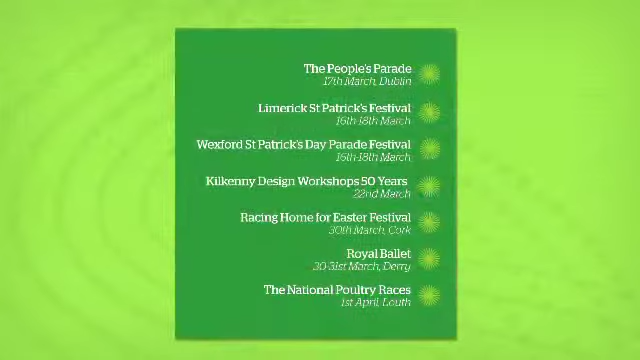 The People's Parade
17th March, Dublin
Limerick St Patrick's Festival
16th-18th March
Wexford St Patrick's Day Parade Festival
16th-18th March
Kilkenny Design Workshops 50 Years
22nd March
Racing Home for Easter Festival
30th March, Cork
Royal Ballet
30-31st March, Derry
The National Poultry Races
1st April, Louth